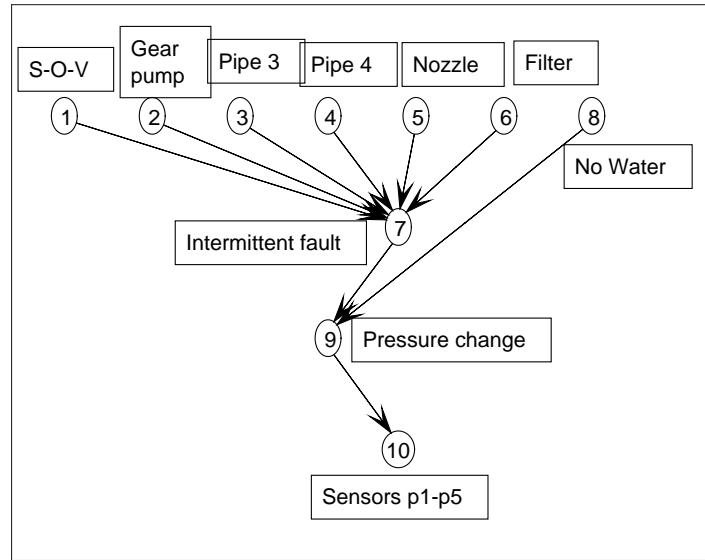 S-O-V
Gear
pump
Pipe 3
Pipe 4
Nozzle
Filter
1
2
3
4
5
6
8
No Water
7
Intermittent fault
9
Pressure change
10
Sensors p1-p5